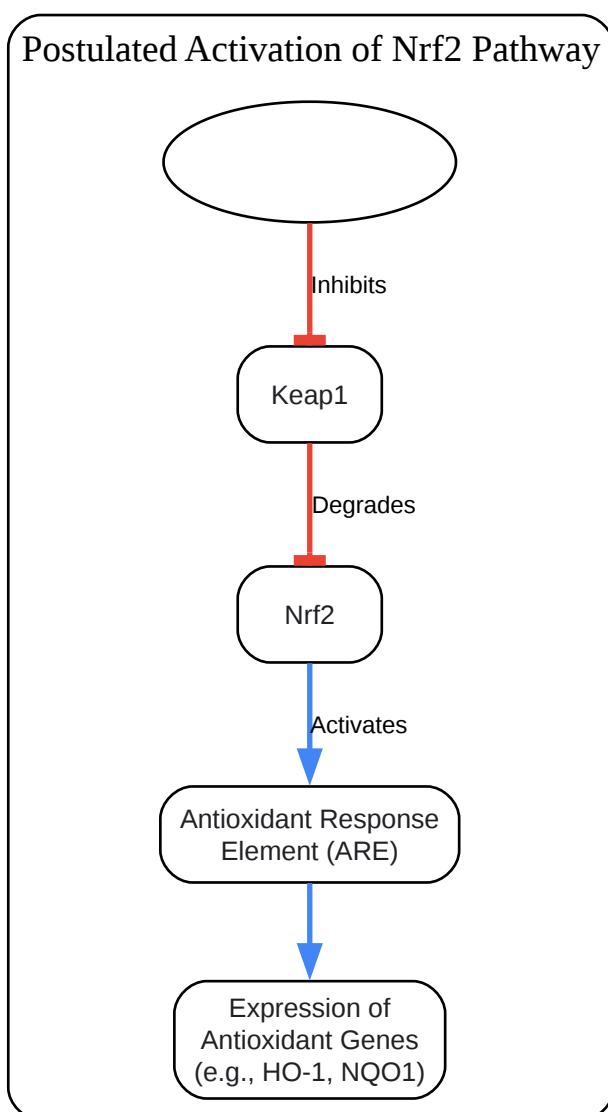 Postulated Activation of Nrf2 Pathway
Inhibits
Keap1
Degrades
Nrf2
Activates
Antioxidant Response
Element (ARE)
Expression of
Antioxidant Genes
(e.g., HO-1, NQO1)